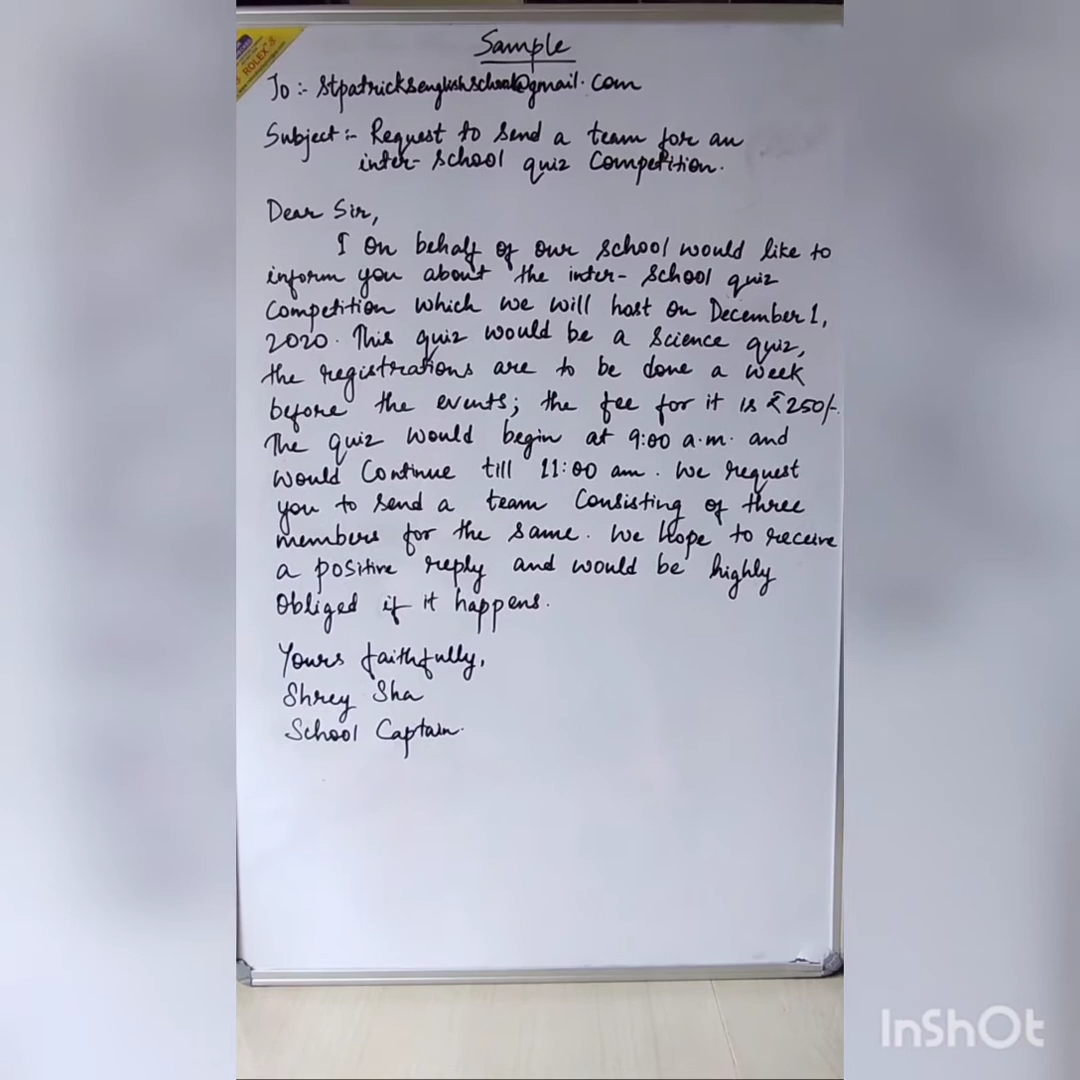 Sample
To :- stpatricksenglishschool@gmail.com
Subject :- Request to send a team for an
inter-school quiz Competition.
Dear Sir,
I on behalf of our school would like to
inform you about the inter-school quiz
Competition which we will host on December 1,
2020. This quiz would be a Science quiz,
the registrations are to be done a week
before the events; the fee for it is ₹250/-.
The quiz would begin at 9:00 a.m. and
would Continue till 11:00 am. We request
you to send a team Consisting of three
members for the same. We hope to receive
a positive reply and would be highly
Obliged if it happens.
Yours faithfully,
Shrey Sha
School Captain.
ROLEX
InShOt